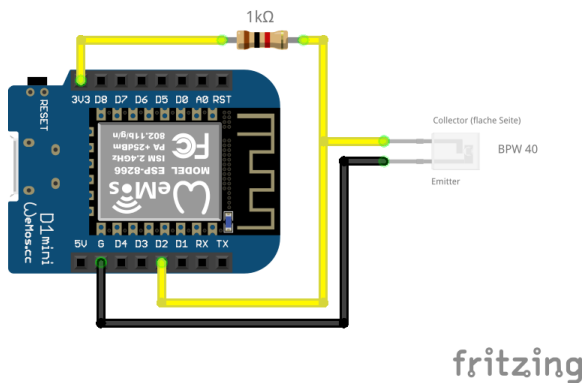 1kΩ
3V3 D8 D7 D6 D5 D0 A0 RST
RESET
802.11b/g/n
PA +25dBm
ISM 2.4GHz
MODEL ESP-8266
FC
WeMos
D1 mini
WeMos.cc
5V G D4 D3 D2 D1 RX TX
Collector (flache Seite)
BPW 40
Emitter
fritzing